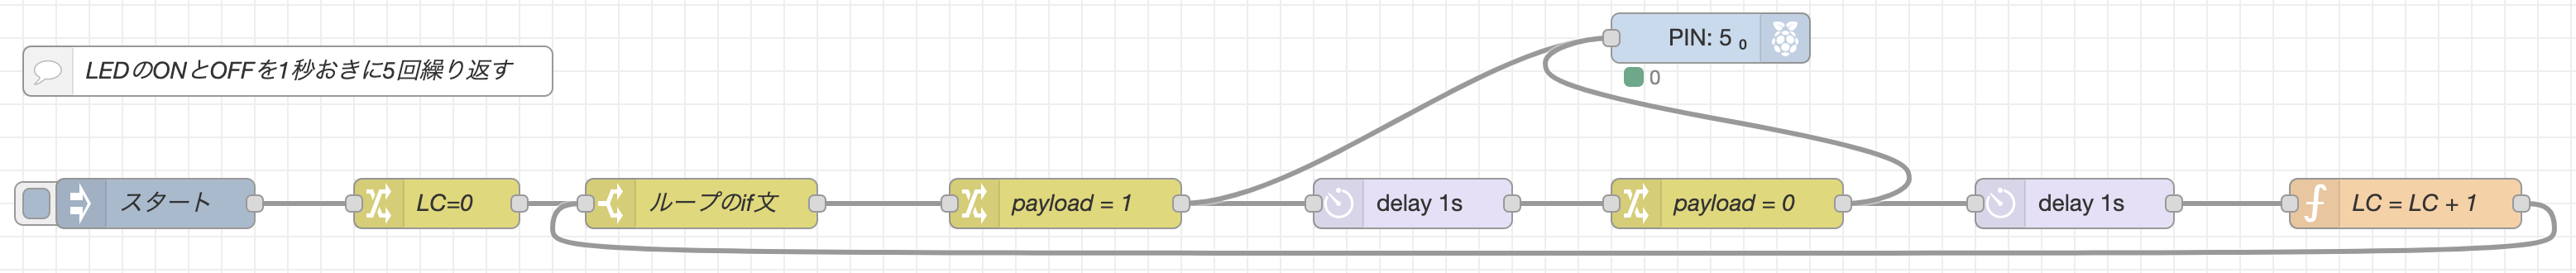 LEDのONとOFFを1秒おきに5回繰り返す
PIN: 5 0
0
スタート
LC=0
ループのif文
payload = 1
delay 1s
payload = 0
delay 1s
LC = LC + 1